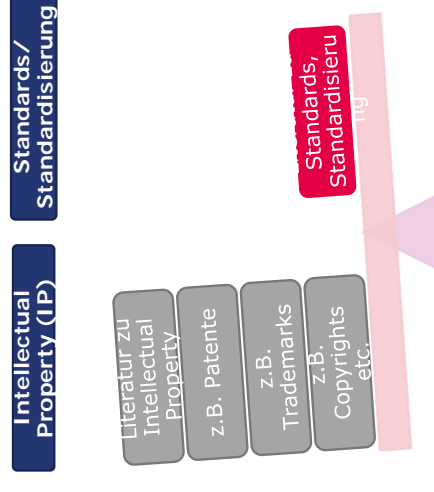 Intellectual
Property (IP)
Standards/
Standardisierung
Literatur zu
Intellectual
Property
z.B. Patente
z.B.
Trademarks
z.B.
Copyrights
etc.
Standards,
Standardisieru
ng